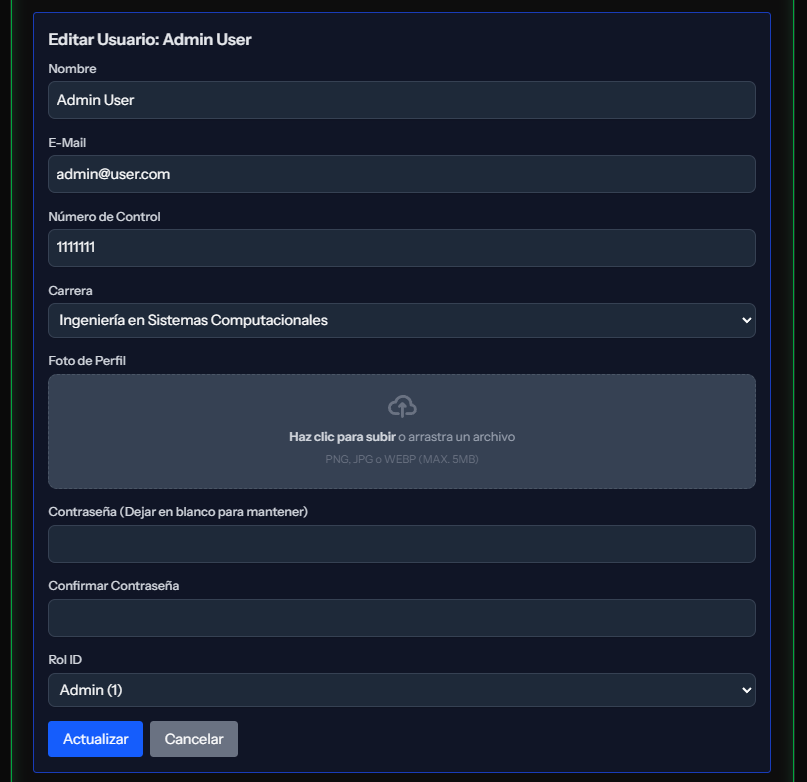 Editar Usuario: Admin User
Nombre
Admin User
E-Mail
admin@user.com
Número de Control
1111111
Carrera
Ingeniería en Sistemas Computacionales
Foto de Perfil
Haz clic para subir o arrastra un archivo
PNG, JPG o WEBP (MAX. 5MB)
Contraseña (Dejar en blanco para mantener)
Confirmar Contraseña
Rol ID
Admin (1)
Actualizar Cancelar